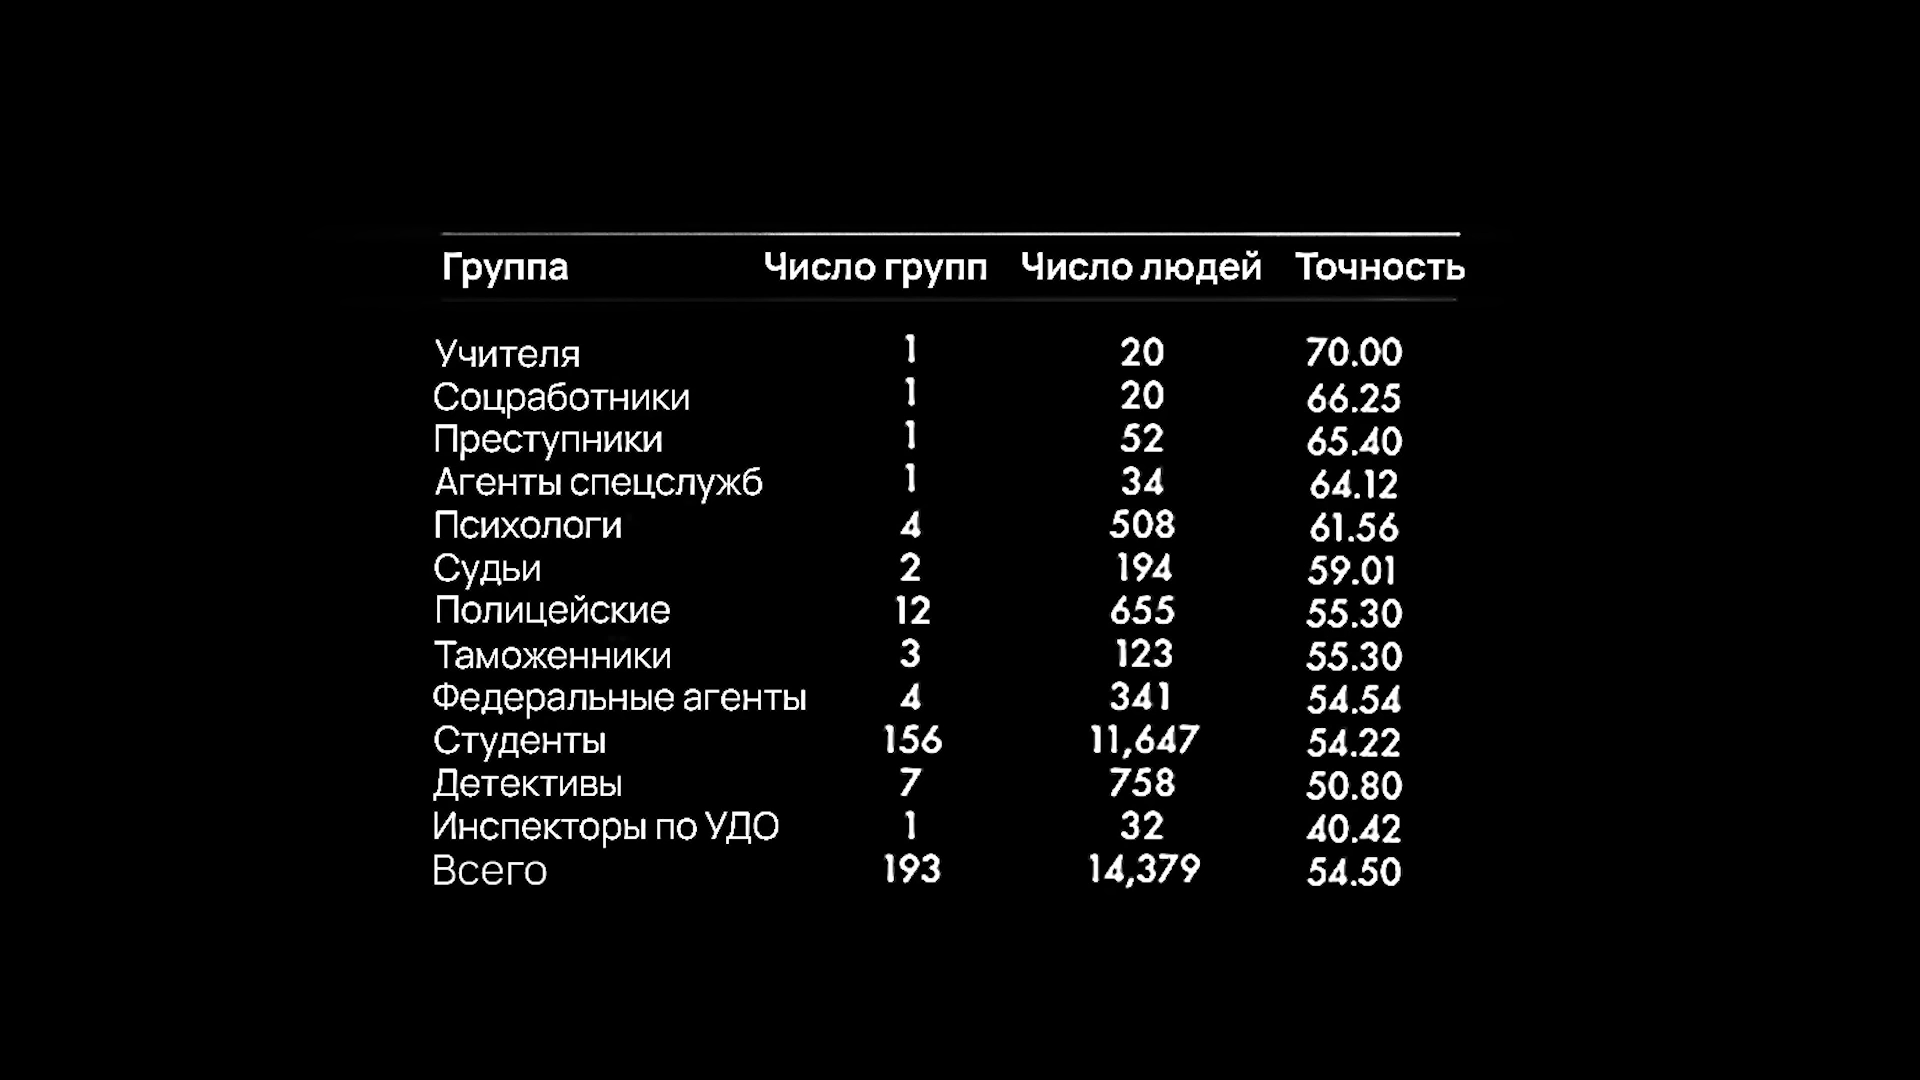 Группа Число групп Число людей Точность
Учителя 1 20 70.00
Соцработники 1 20 66.25
Преступники 1 52 65.40
Агенты спецслужб 1 34 64.12
Психологи 4 508 61.56
Судьи 2 194 59.01
Полицейские 12 655 55.30
Таможенники 3 123 55.30
Федеральные агенты 4 341 54.54
Студенты 156 11,647 54.22
Детективы 7 758 50.80
Инспекторы по УДО 1 32 40.42
Всего 193 14,379 54.50